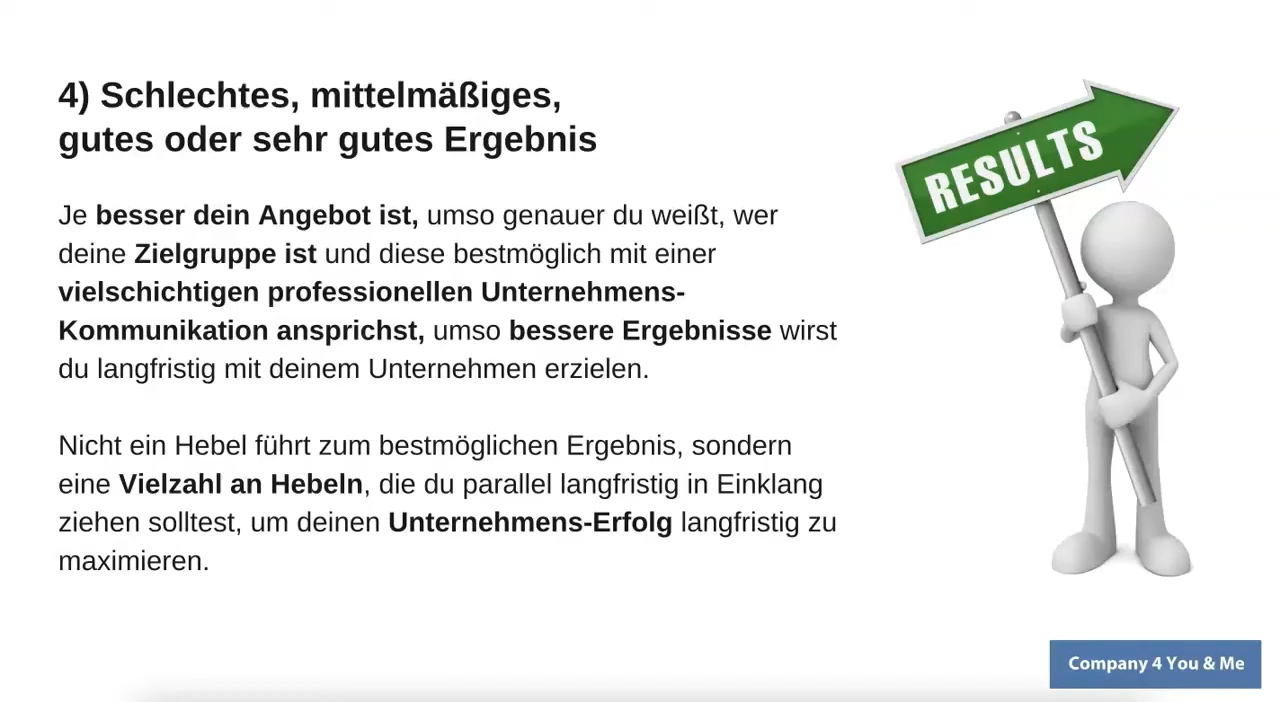 4) Schlechtes, mittelmäßiges,
gutes oder sehr gutes Ergebnis
Je besser dein Angebot ist, umso genauer du weißt, wer
deine Zielgruppe ist und diese bestmöglich mit einer
vielschichtigen professionellen Unternehmens-
Kommunikation ansprichst, umso bessere Ergebnisse wirst
du langfristig mit deinem Unternehmen erzielen.
Nicht ein Hebel führt zum bestmöglichen Ergebnis, sondern
eine Vielzahl an Hebeln, die du parallel langfristig in Einklang
ziehen solltest, um deinen Unternehmens-Erfolg langfristig zu
maximieren.
RESULTS
Company 4 You & Me